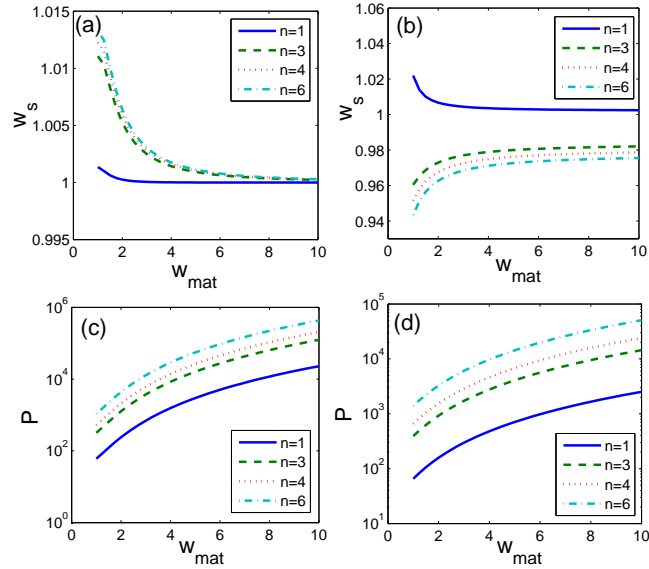 (a)
1.015
1.01
1.005
1
0.995
w_s
0 2 4 6 8 10
w_mat
n=1
n=3
n=4
n=6
(b)
1.06
1.04
1.02
1
0.98
0.96
0.94
w_s
0 2 4 6 8 10
w_mat
n=1
n=3
n=4
n=6
(c)
10^6
10^4
10^2
10^0
P
0 2 4 6 8 10
w_mat
n=1
n=3
n=4
n=6
(d)
10^5
10^4
10^3
10^2
10^1
P
0 2 4 6 8 10
w_mat
n=1
n=3
n=4
n=6